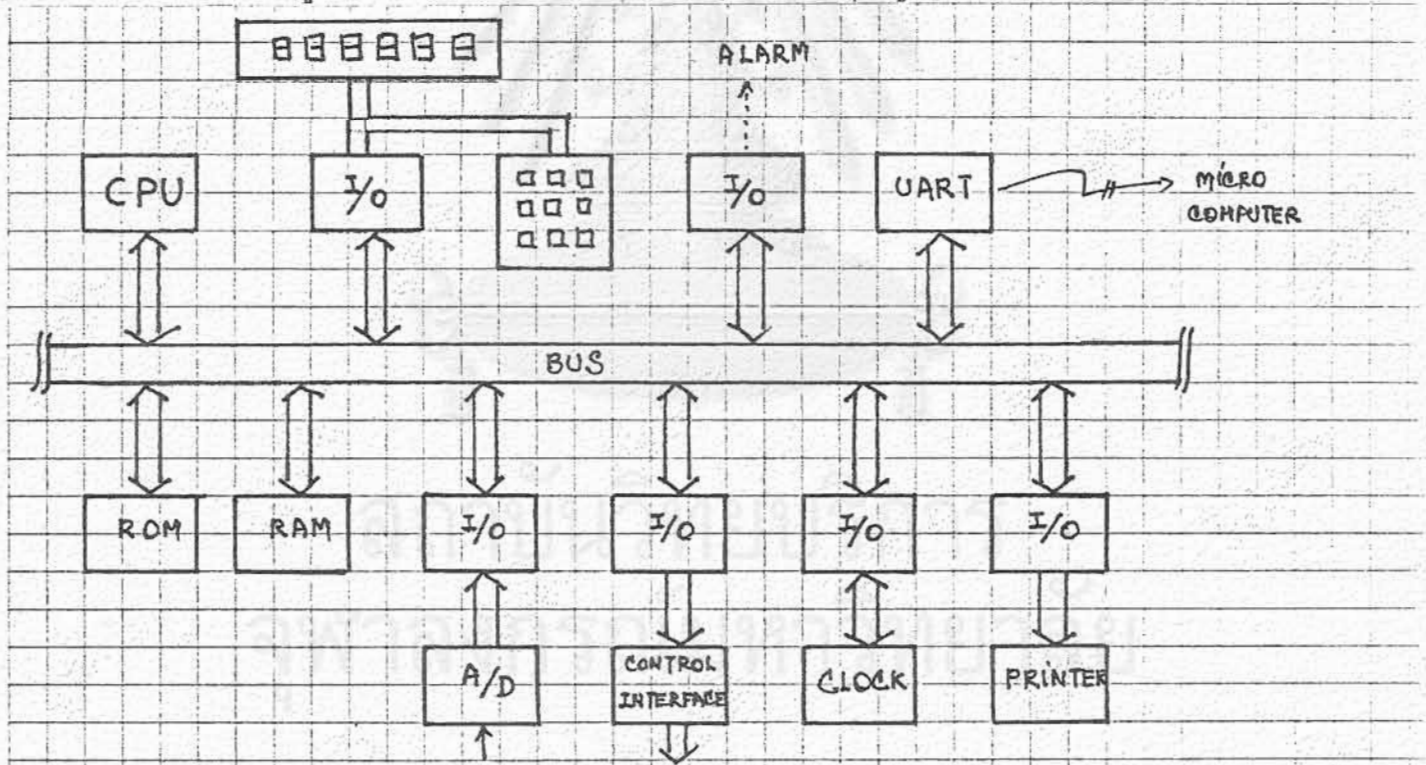 ALARM
CPU
I/O
I/O
UART
MICRO
COMPUTER
BUS
ROM
RAM
I/O
I/O
I/O
I/O
A/D
CONTROL
INTERFACE
CLOCK
PRINTER